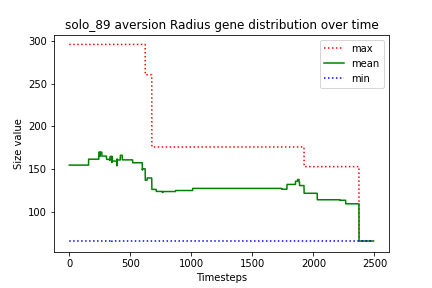 solo_89 aversion Radius gene distribution over time
300
250
200
150
100
Size value
max
mean
min
0
500
1000
1500
2000
2500
Timesteps